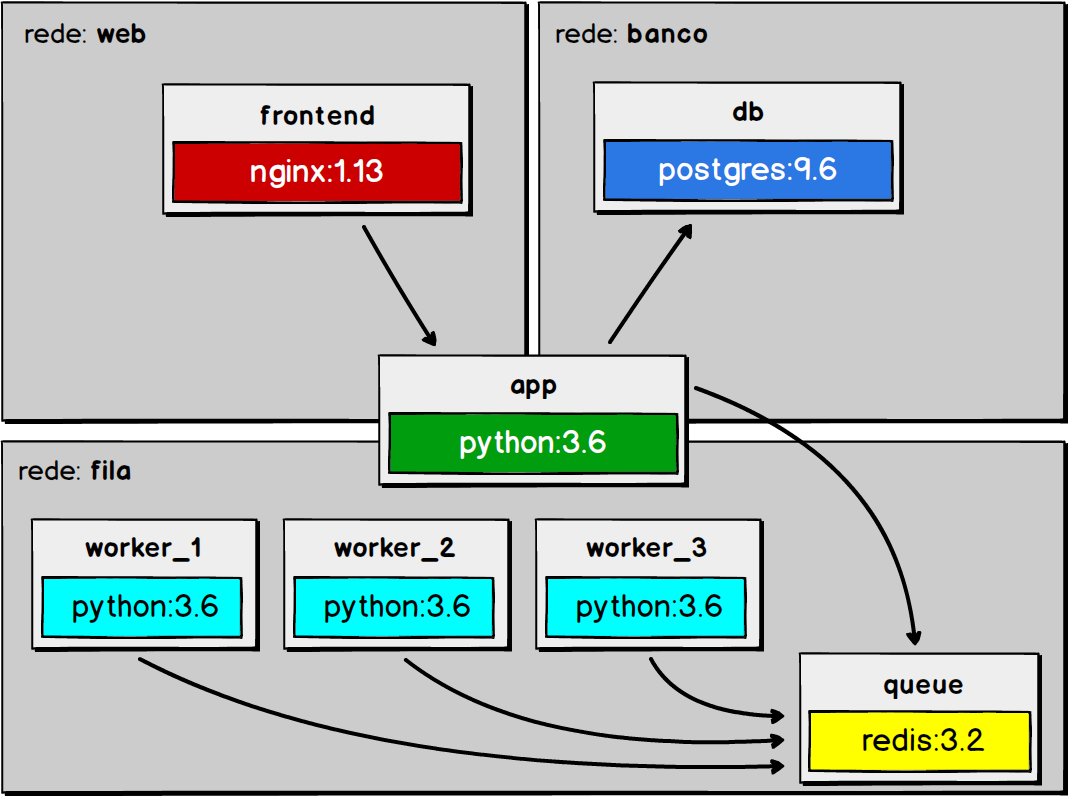 rede: web
frontend
nginx:1.13
rede: banco
db
postgres:9.6
app
python:3.6
rede: fila
worker_1
python:3.6
worker_2
python:3.6
worker_3
python:3.6
queue
redis:3.2